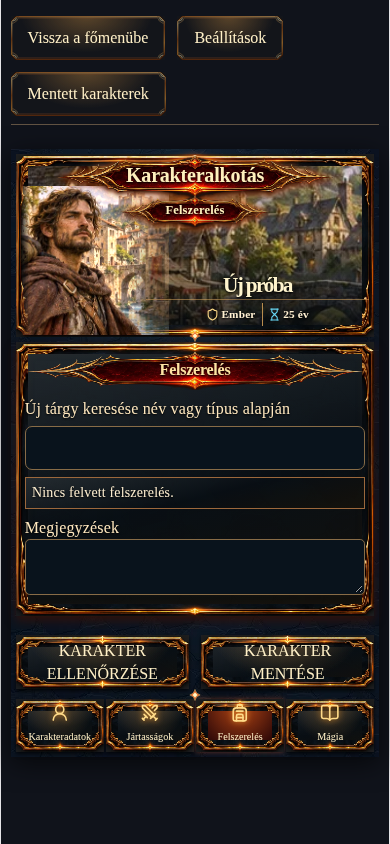 Vissza a főmenübe
Beállítások
Mentett karakterek
Karakteralkotás
Felszerelés
Új próba
Ember
25 év
Felszerelés
Új tárgy keresése név vagy típus alapján
Nincs felvett felszerelés.
Megjegyzések
KARAKTER
ELLENŐRZÉSE
KARAKTER
MENTÉSE
Karakteradatok
Jártasságok
Felszerelés
Mágia